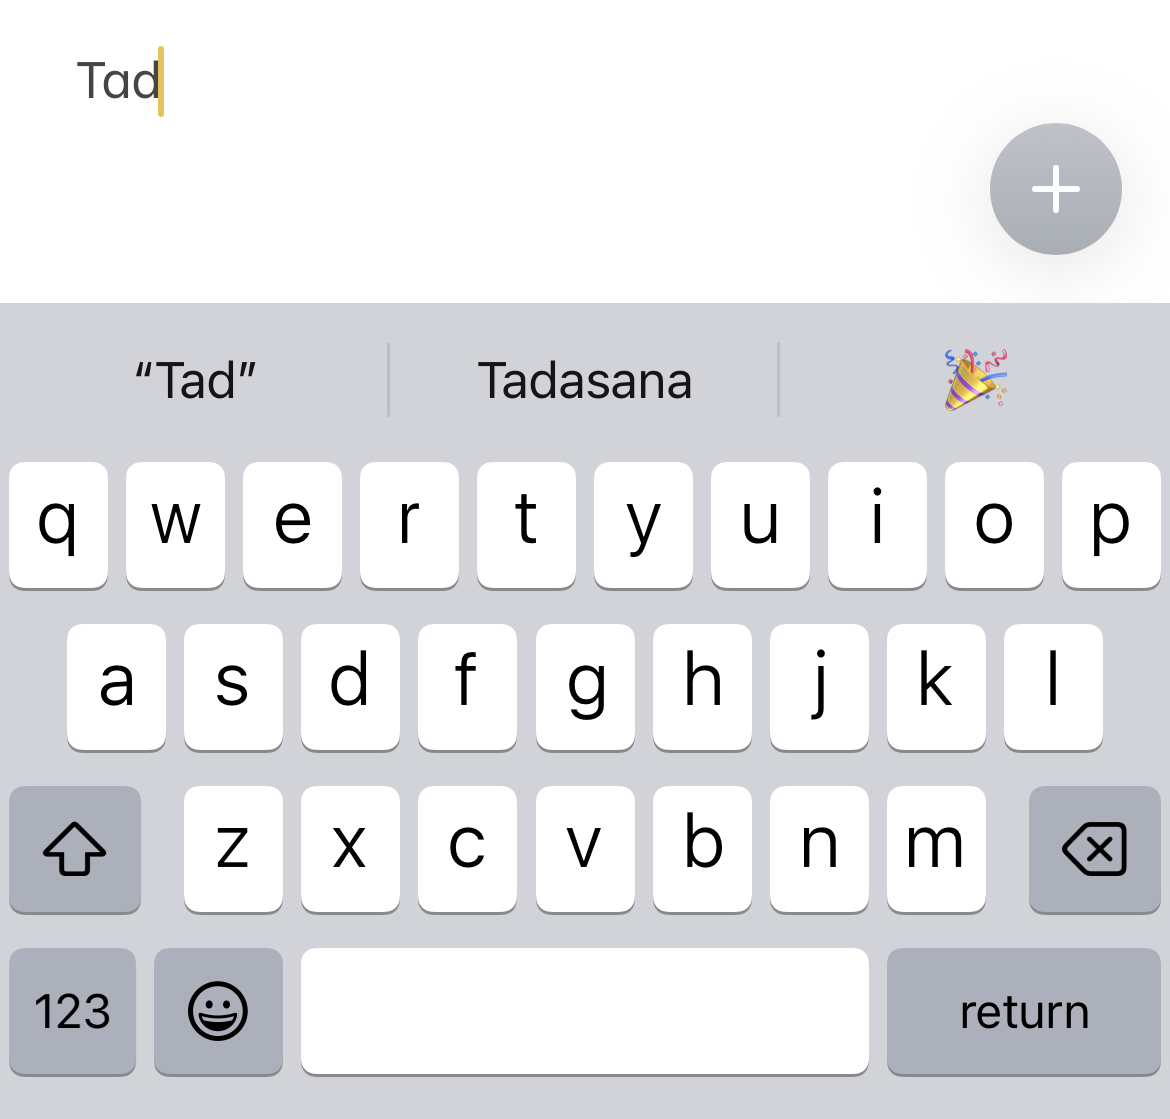 Tad
“Tad” Tadasana 🎉
q w e r t y u i o p
a s d f g h j k l
z x c v b n m
123 return